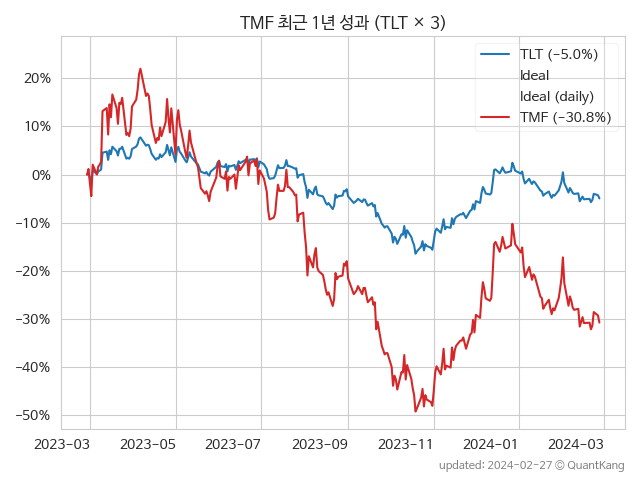 TMF 최근 1년 성과 (TLT × 3)
TLT (−5.0%)
Ideal
Ideal (daily)
TMF (−30.8%)
20%
10%
0%
−10%
−20%
−30%
−40%
−50%
2023-03 2023-05 2023-07 2023-09 2023-11 2024-01 2024-03
updated: 2024-02-27 © QuantKang